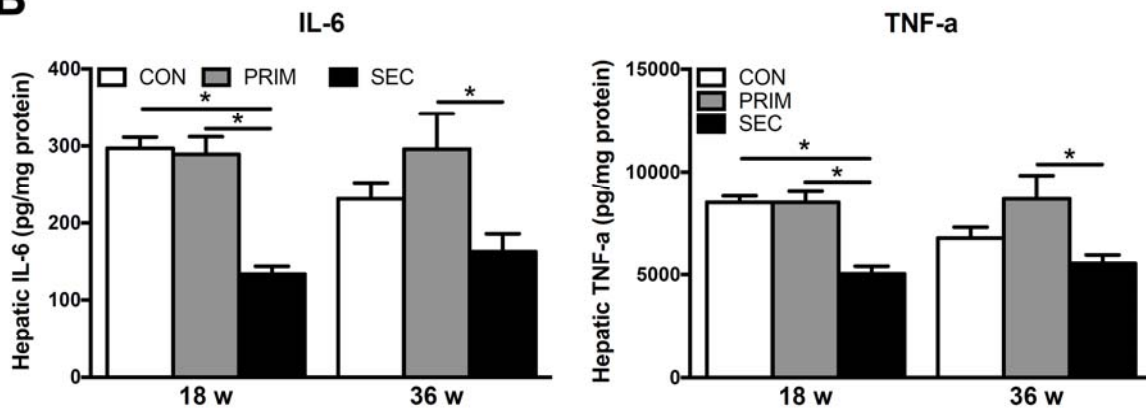 B
IL-6
Hepatic IL-6 (pg/mg protein)
400
300
200
100
0
CON PRIM SEC
* *
*
18 w 36 w
TNF-a
Hepatic TNF-a (pg/mg protein)
15000
10000
5000
0
CON
PRIM
SEC
* *
*
18 w 36 w